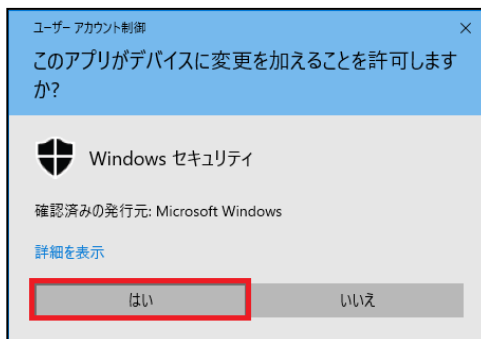 ユーザー アカウント制御
このアプリがデバイスに変更を加えることを許可します
か?
Windows セキュリティ
確認済みの発行元: Microsoft Windows
詳細を表示
はい いいえ